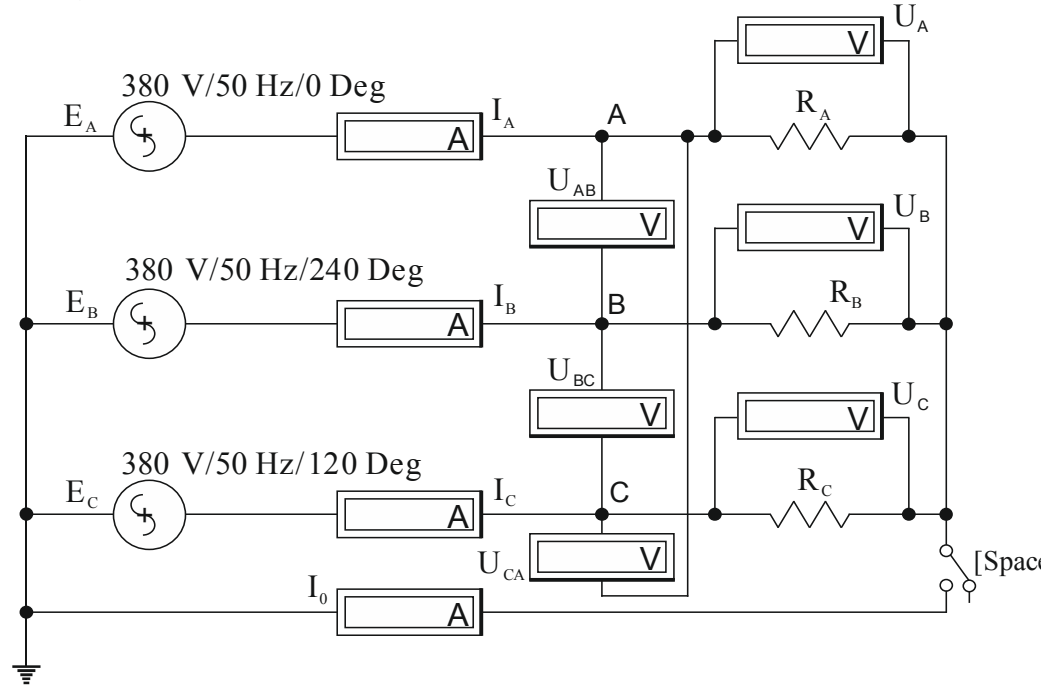 U_A
V
380 V/50 Hz/0 Deg
E_A
A
I_A
A
R_A
U_AB
V
V
U_B
380 V/50 Hz/240 Deg
E_B
A
I_B
B
R_B
U_BC
V
V
U_C
380 V/50 Hz/120 Deg
E_C
A
I_C
C
R_C
U_CA
V
[Space
I_0
A